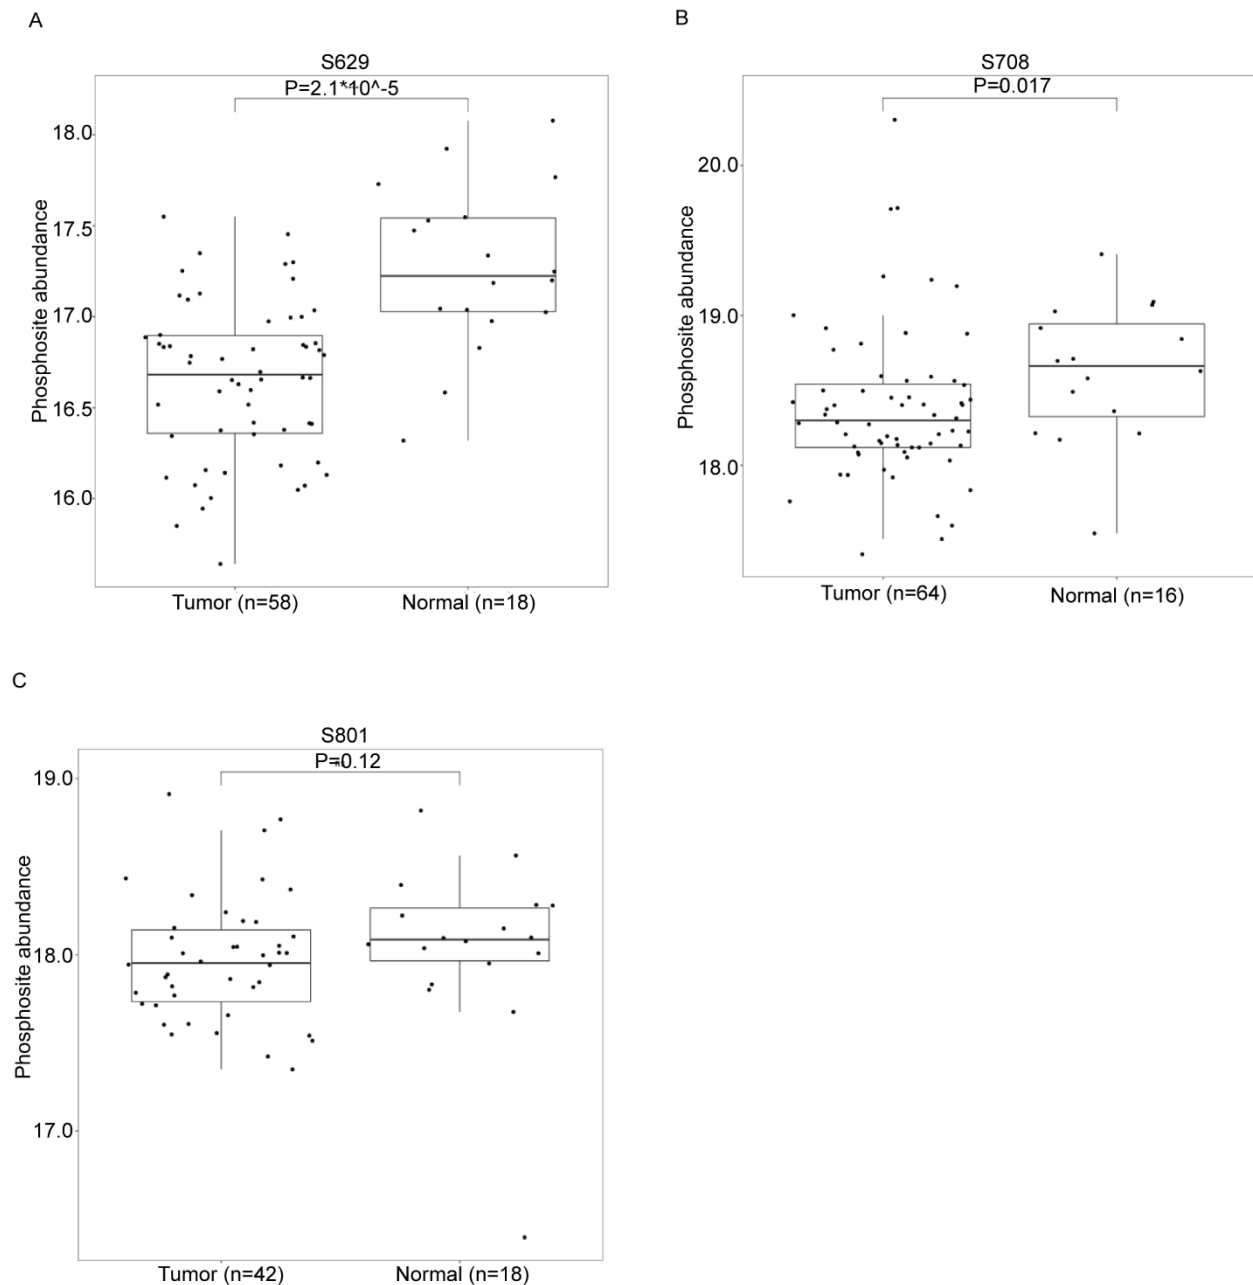 A
S629
P=2.1*10^-5
Phosphosite abundance
18.0
17.5
17.0
16.5
16.0
Tumor (n=58)
Normal (n=18)
B
S708
P=0.017
Phosphosite abundance
20.0
19.0
18.0
Tumor (n=64)
Normal (n=16)
C
S801
P=0.12
Phosphosite abundance
19.0
18.0
17.0
Tumor (n=42)
Normal (n=18)